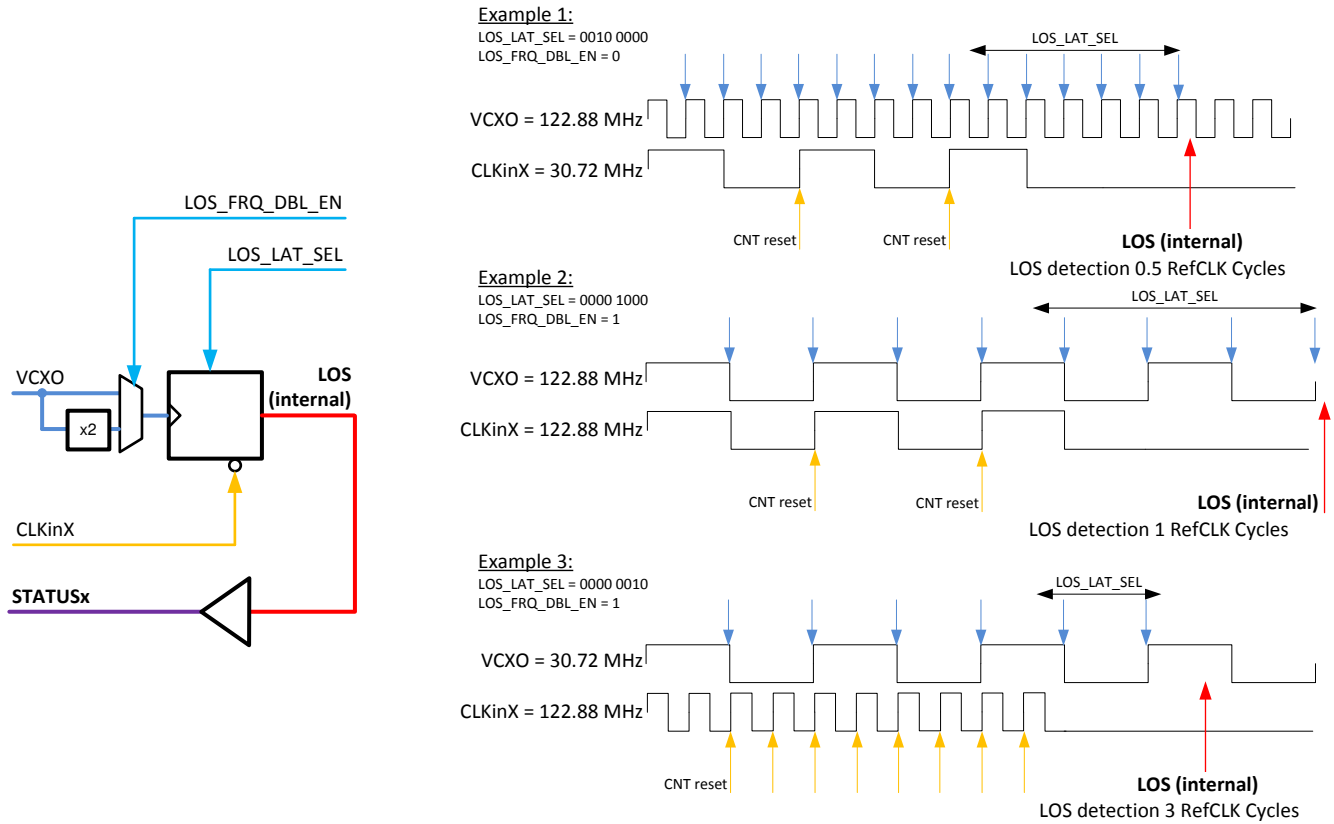 LOS_FRQ_DBL_EN
LOS_LAT_SEL
VCXO
x2
LOS
(internal)
CLKinX
STATUSx
Example 1:
LOS_LAT_SEL = 0010 0000
LOS_FRQ_DBL_EN = 0
LOS_LAT_SEL
VCXO = 122.88 MHz
CLKinX = 30.72 MHz
CNT reset
CNT reset
LOS (internal)
LOS detection 0.5 RefCLK Cycles
Example 2:
LOS_LAT_SEL = 0000 1000
LOS_FRQ_DBL_EN = 1
LOS_LAT_SEL
VCXO = 122.88 MHz
CLKinX = 122.88 MHz
CNT reset
CNT reset
LOS (internal)
LOS detection 1 RefCLK Cycles
Example 3:
LOS_LAT_SEL = 0000 0010
LOS_FRQ_DBL_EN = 1
LOS_LAT_SEL
VCXO = 30.72 MHz
CLKinX = 122.88 MHz
CNT reset
LOS (internal)
LOS detection 3 RefCLK Cycles